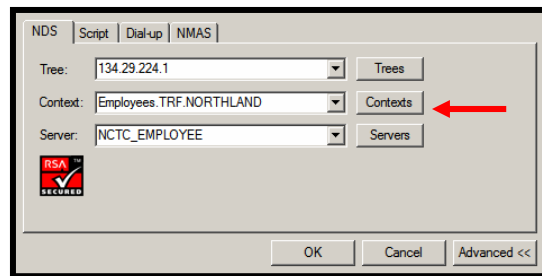 NDS Script Dial-up NMAS
Tree: 134.29.224.1 Trees
Context: Employees.TRF.NORTHLAND Contexts
Server: NCTC_EMPLOYEE Servers
RSA ™
SECURED
OK Cancel Advanced <<